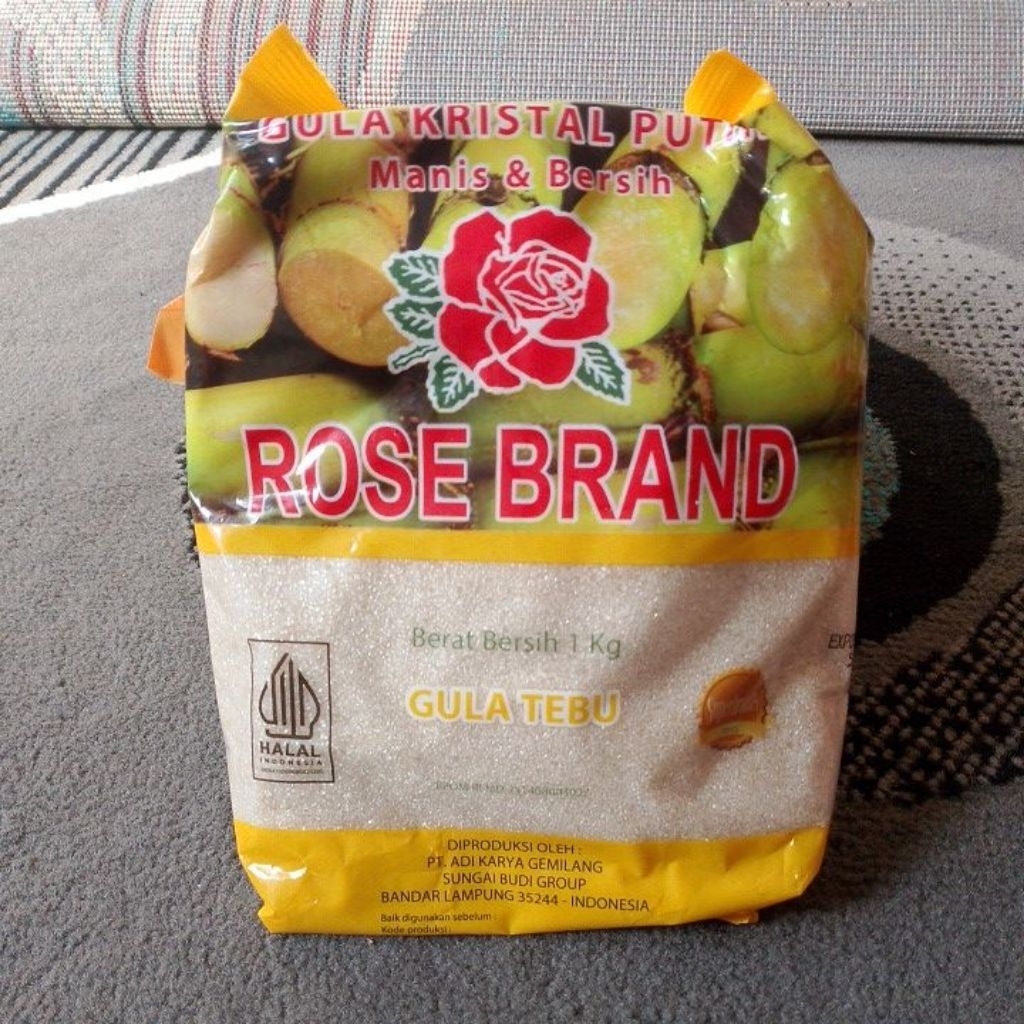 GULA KRISTAL PUTIH
Manis & Bersih
ROSE BRAND
Berat Bersih 1 Kg
GULA TEBU
HALAL
INDONESIA
DIPRODUKSI OLEH :
PT. ADI KARYA GEMILANG
SUNGAI BUDI GROUP
BANDAR LAMPUNG 35244 - INDONESIA
Baik digunakan sebelum :
Kode produksi :